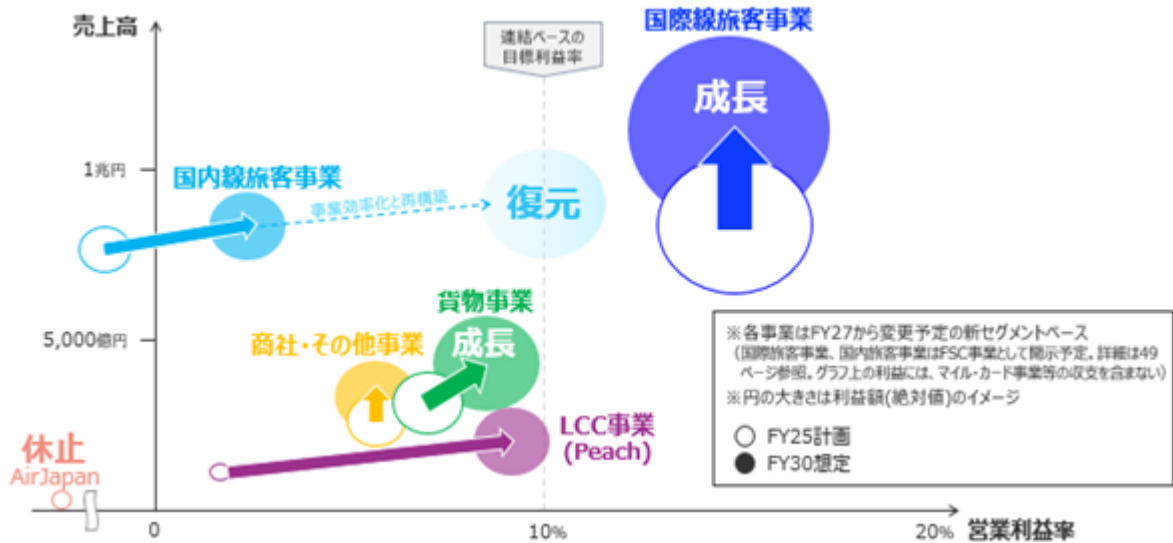 売上高
連結ベースの
目標利益率
国際線旅客事業
成長
1兆円
国内線旅客事業
事業効率化と再構築
復元
貨物事業
5,000億円
商社・その他事業
成長
※各事業はFY27から変更予定の新セグメントベース
(国際旅客事業、国内旅客事業はFSC事業として開示予定。詳細は49
ページ参照。グラフ上の利益には、マイル・カード事業等の収支を含まない)
※円の大きさは利益額(絶対値)のイメージ
FY25計画
FY30想定
LCC事業
(Peach)
休止
AirJapan
0
10%
20%
営業利益率